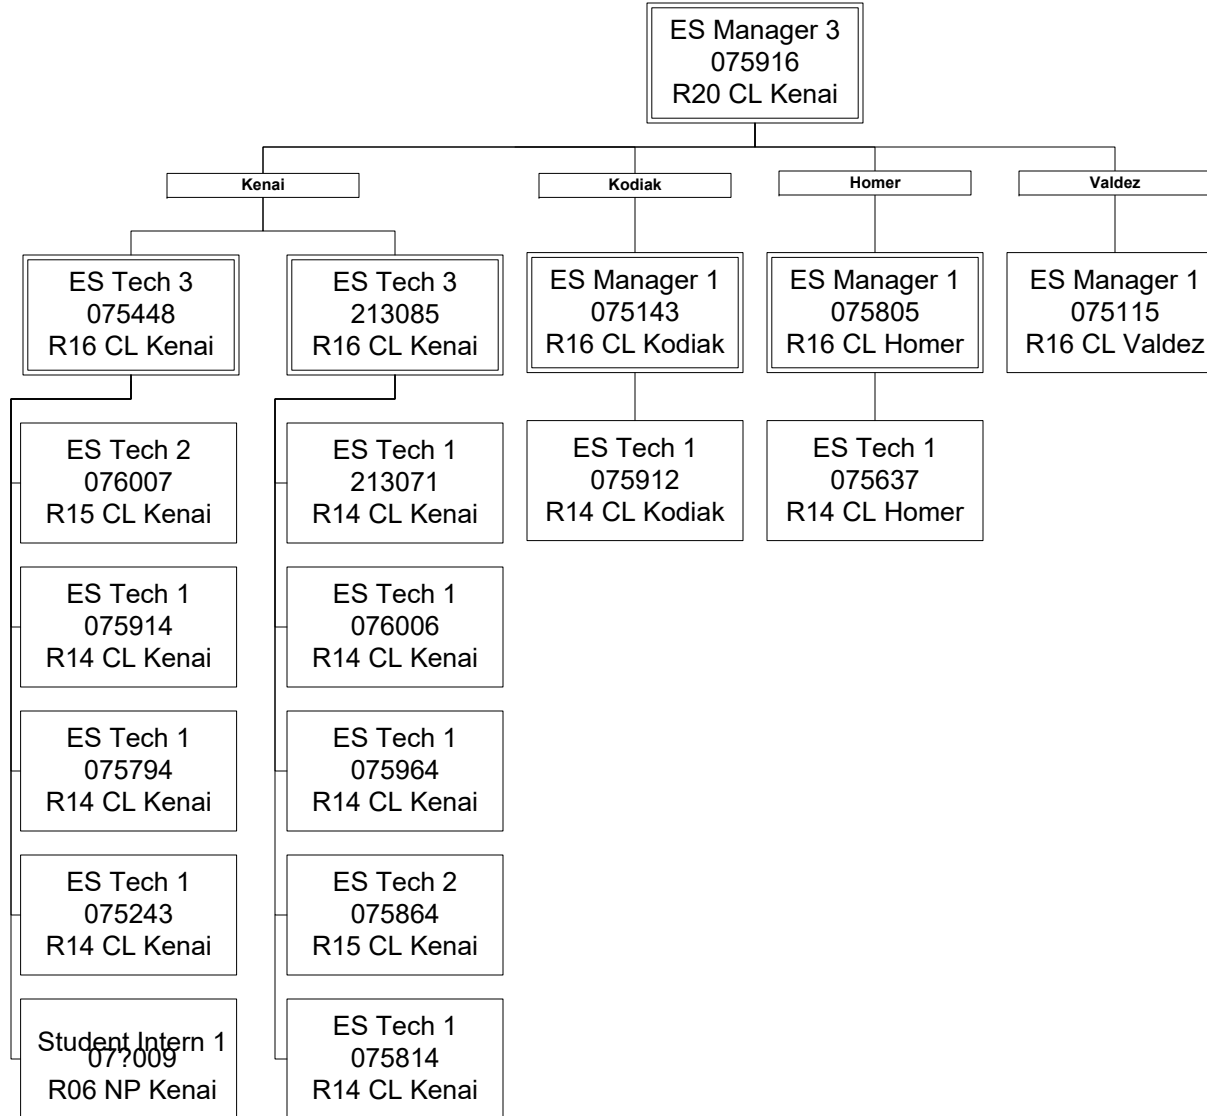 ES Manager 3
075916
R20 CL Kenai
Kenai
Kodiak
Homer
Valdez
ES Tech 3
075448
R16 CL Kenai
ES Tech 3
213085
R16 CL Kenai
ES Manager 1
075143
R16 CL Kodiak
ES Manager 1
075805
R16 CL Homer
ES Manager 1
075115
R16 CL Valdez
ES Tech 2
076007
R15 CL Kenai
ES Tech 1
213071
R14 CL Kenai
ES Tech 1
075912
R14 CL Kodiak
ES Tech 1
075637
R14 CL Homer
ES Tech 1
075914
R14 CL Kenai
ES Tech 1
076006
R14 CL Kenai
ES Tech 1
075794
R14 CL Kenai
ES Tech 1
075964
R14 CL Kenai
ES Tech 1
075243
R14 CL Kenai
ES Tech 2
075864
R15 CL Kenai
Student Intern 1
07?009
R06 NP Kenai
ES Tech 1
075814
R14 CL Kenai